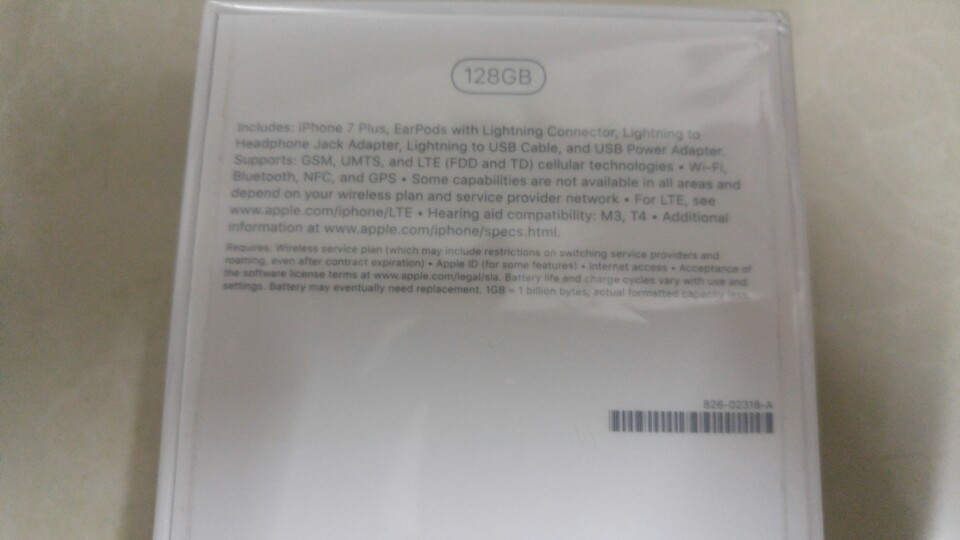 128GB
Includes: iPhone 7 Plus, EarPods with Lightning Connector, Lightning to
Headphone Jack Adapter, Lightning to USB Cable, and USB Power Adapter.
Supports: GSM, UMTS, and LTE (FDD and TD) cellular technologies • Wi-Fi,
Bluetooth, NFC, and GPS • Some capabilities are not available in all areas and
depend on your wireless plan and service provider network • For LTE, see
www.apple.com/iphone/LTE • Hearing aid compatibility: M3, T4 • Additional
information at www.apple.com/iphone/specs.html.
Requires: Wireless service plan (which may include restrictions on switching service providers and
roaming, even after contract expiration) • Apple ID (for some features) • Internet access • Acceptance of
the software license terms at www.apple.com/legal/sla. Battery life and charge cycles vary with use and
settings. Battery may eventually need replacement. 1GB = 1 billion bytes; actual formatted capacity less.
826-02318-A